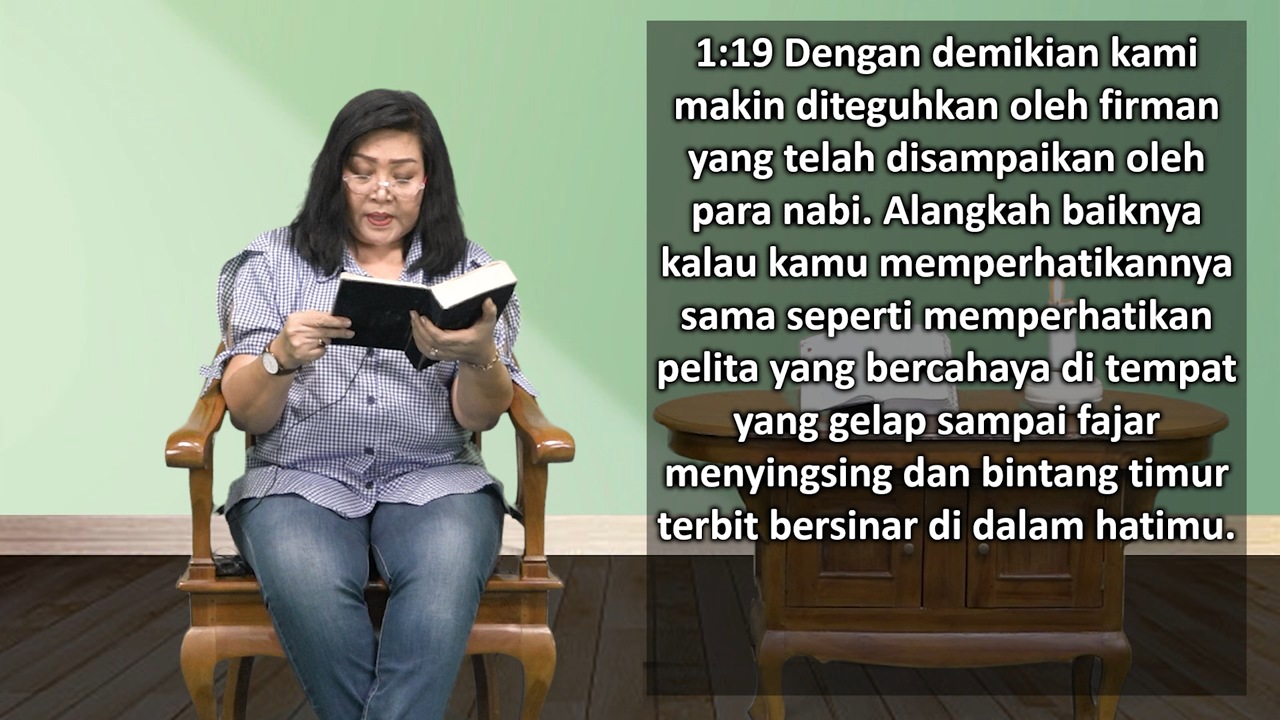 1:19 Dengan demikian kami
makin diteguhkan oleh firman
yang telah disampaikan oleh
para nabi. Alangkah baiknya
kalau kamu memperhatikannya
sama seperti memperhatikan
pelita yang bercahaya di tempat
yang gelap sampai fajar
menyingsing dan bintang timur
terbit bersinar di dalam hatimu.